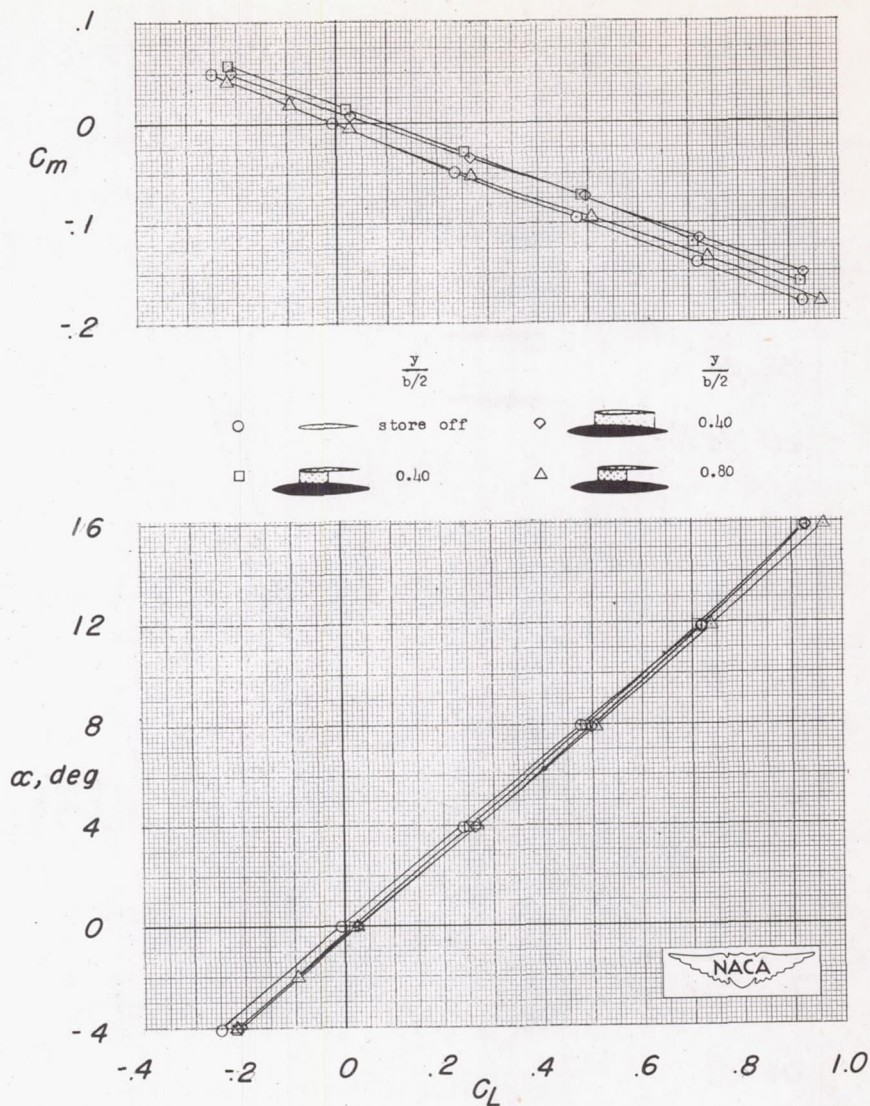 .1
0
Cm
-.1
-.2
y
b/2
y
b/2
store off
0.40
0.40
0.80
16
12
8
α, deg
4
0
NACA
-4
-.4 -.2 0 .2 .4 .6 .8 1.0
CL